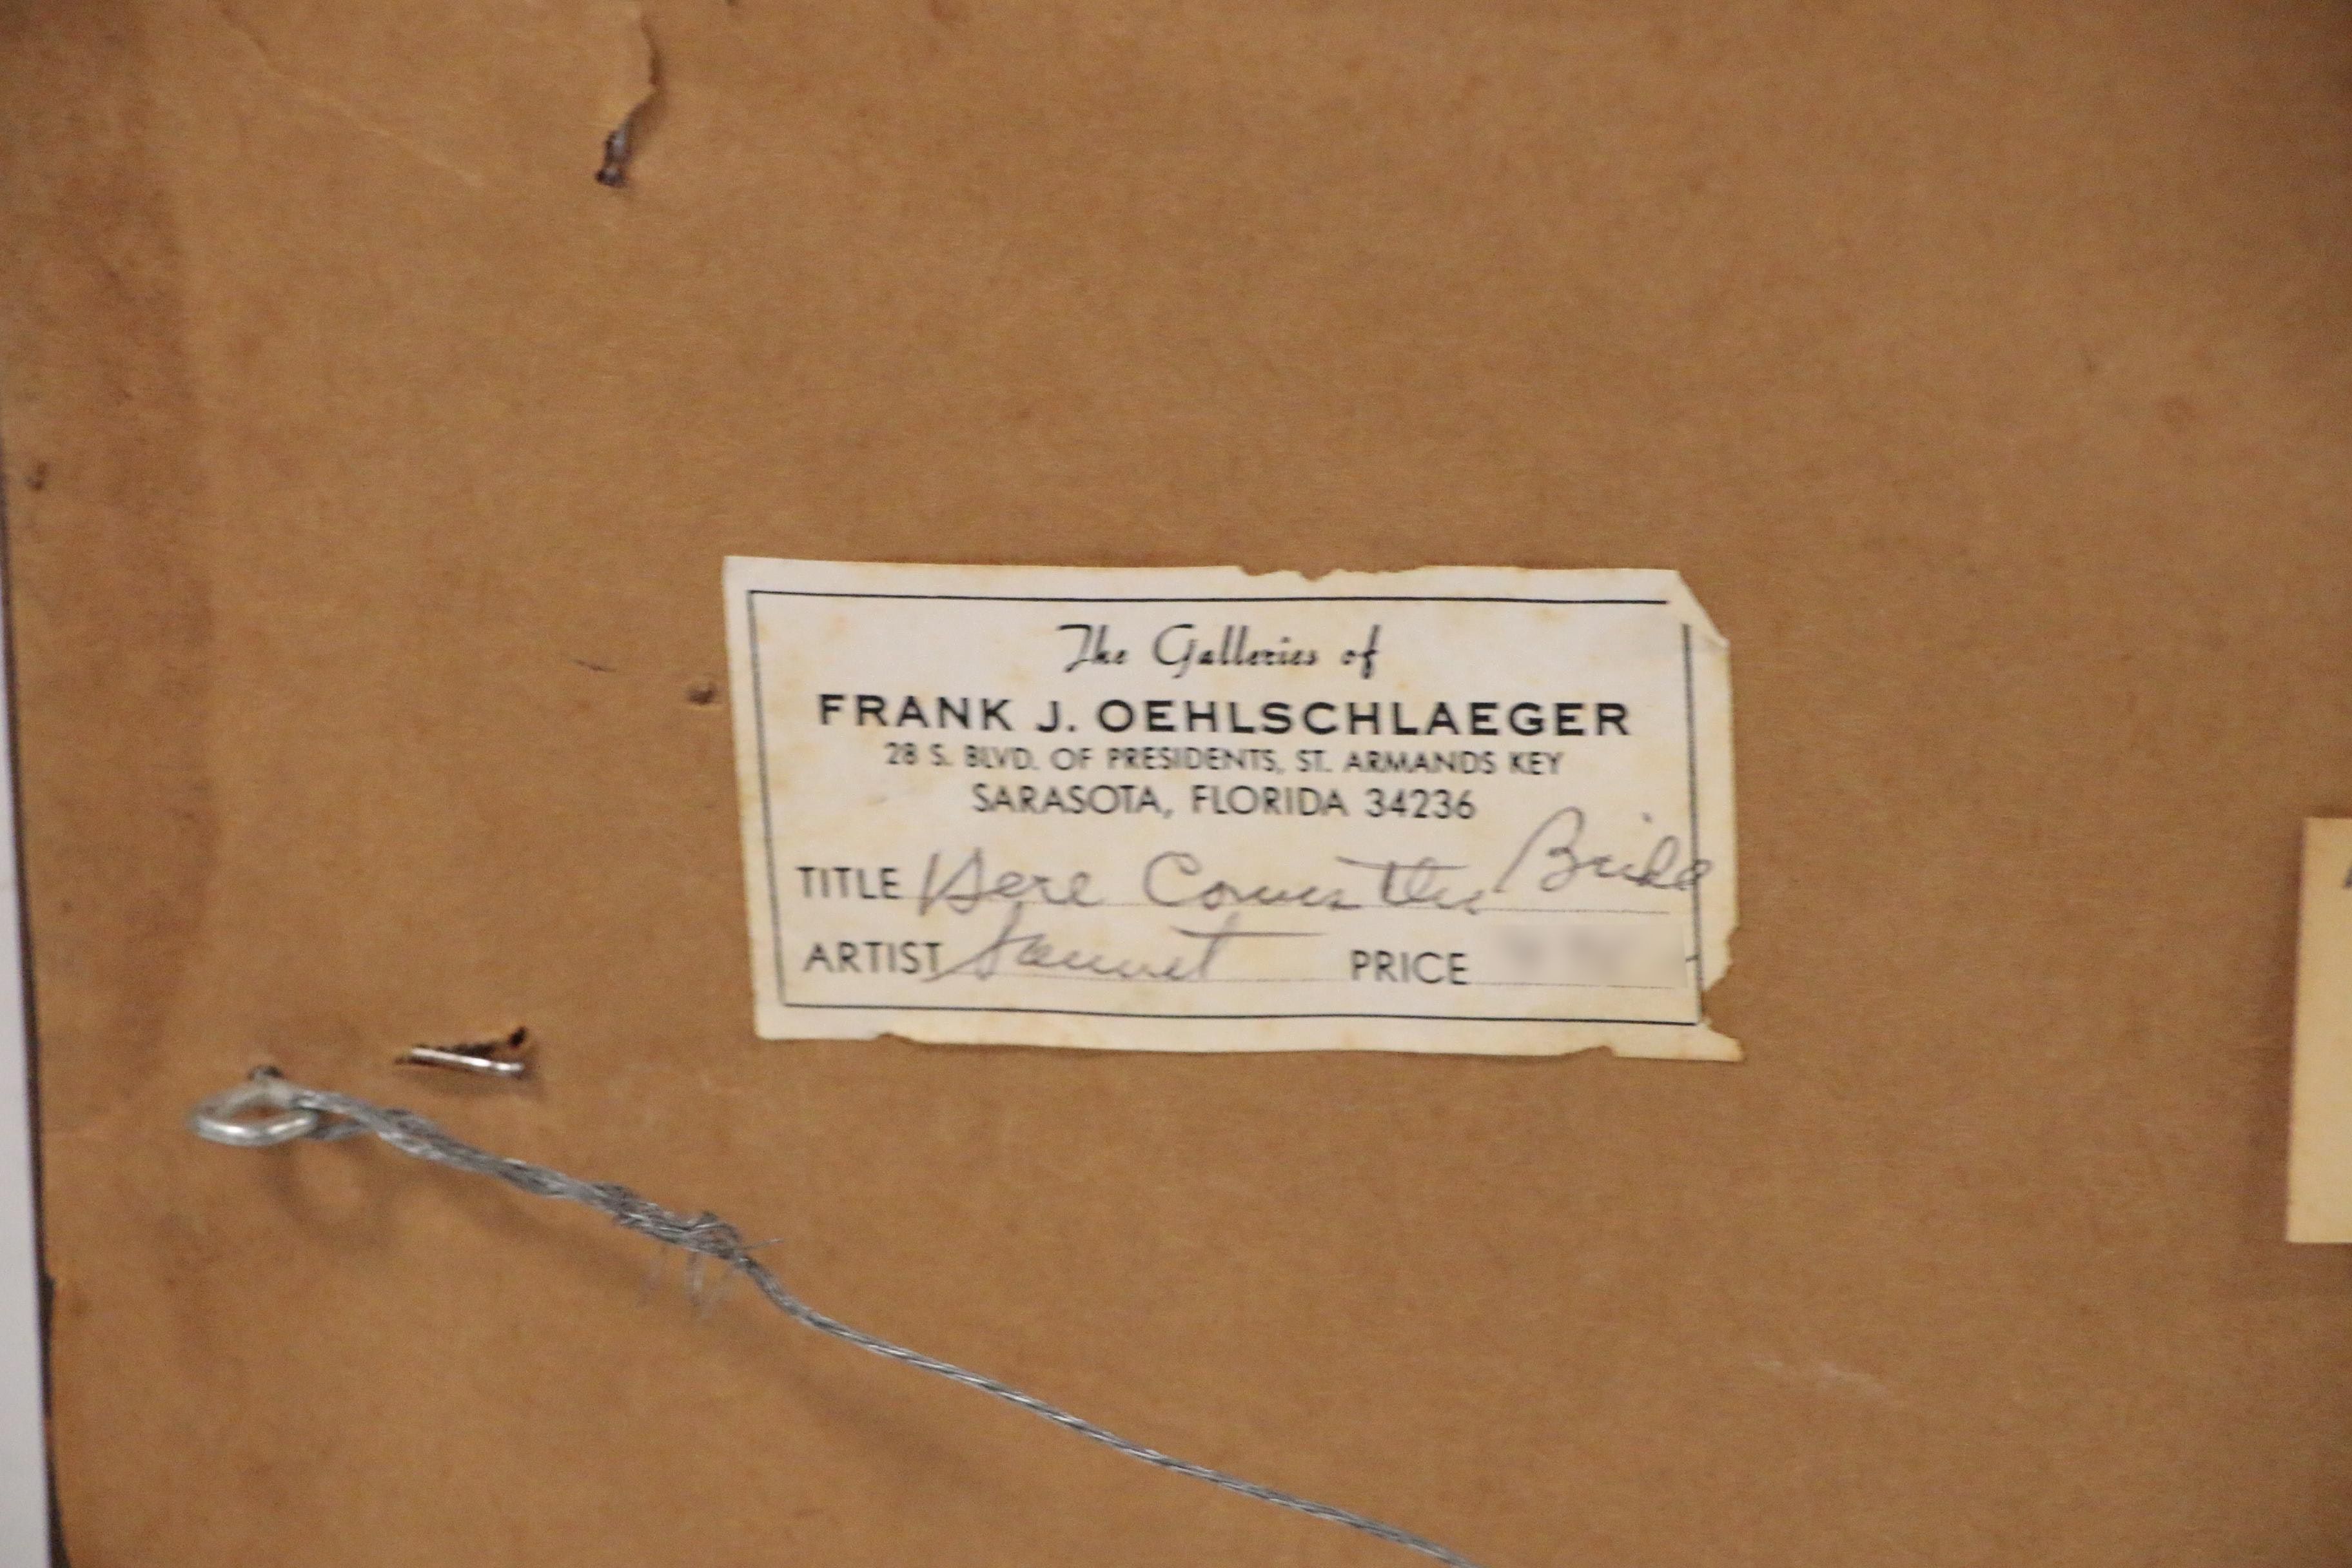 The Galleries of
FRANK J. OEHLSCHLAEGER
28 S. BLVD. OF PRESIDENTS, ST. ARMANDS KEY
SARASOTA, FLORIDA 34236
TITLE Here Comes the Bride
ARTIST PRICE